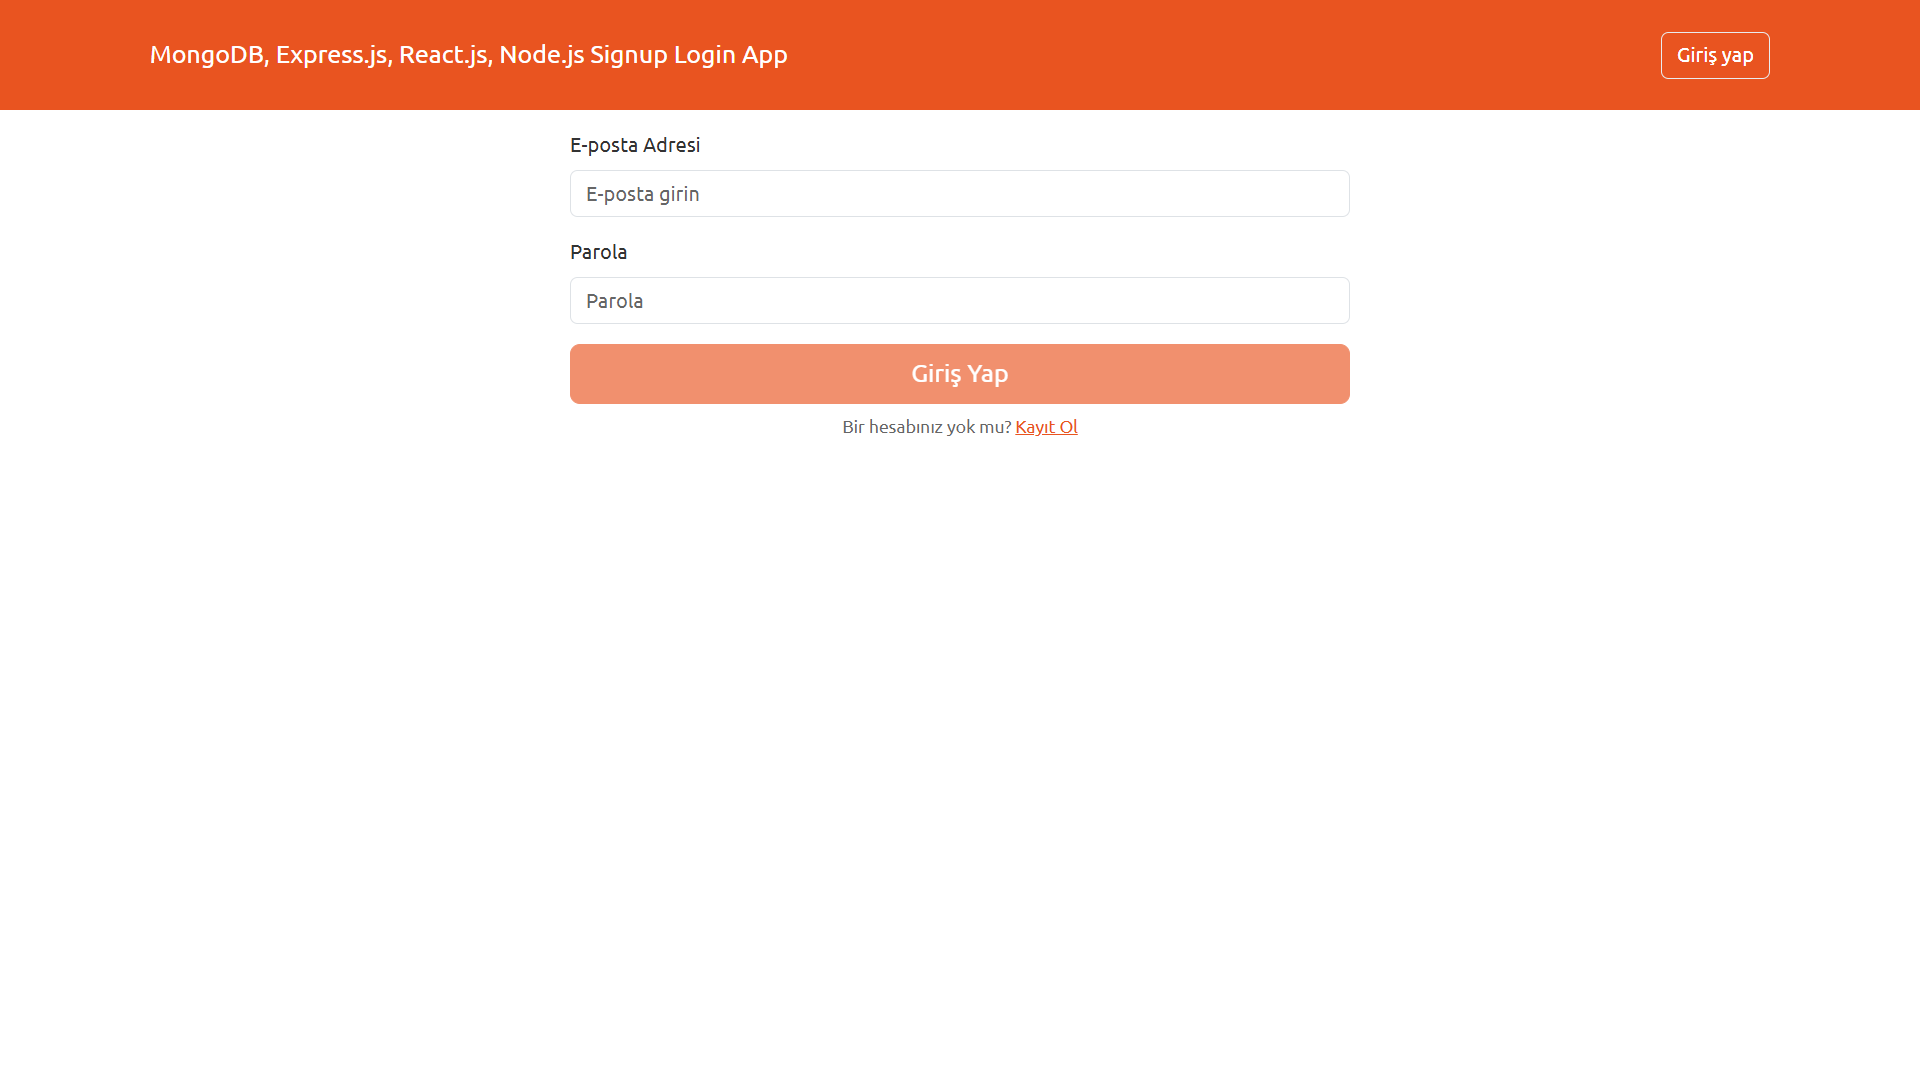 MongoDB, Express.js, React.js, Node.js Signup Login App
Giriş yap
E-posta Adresi
E-posta girin
Parola
Parola
Giriş Yap
Bir hesabınız yok mu? Kayıt Ol